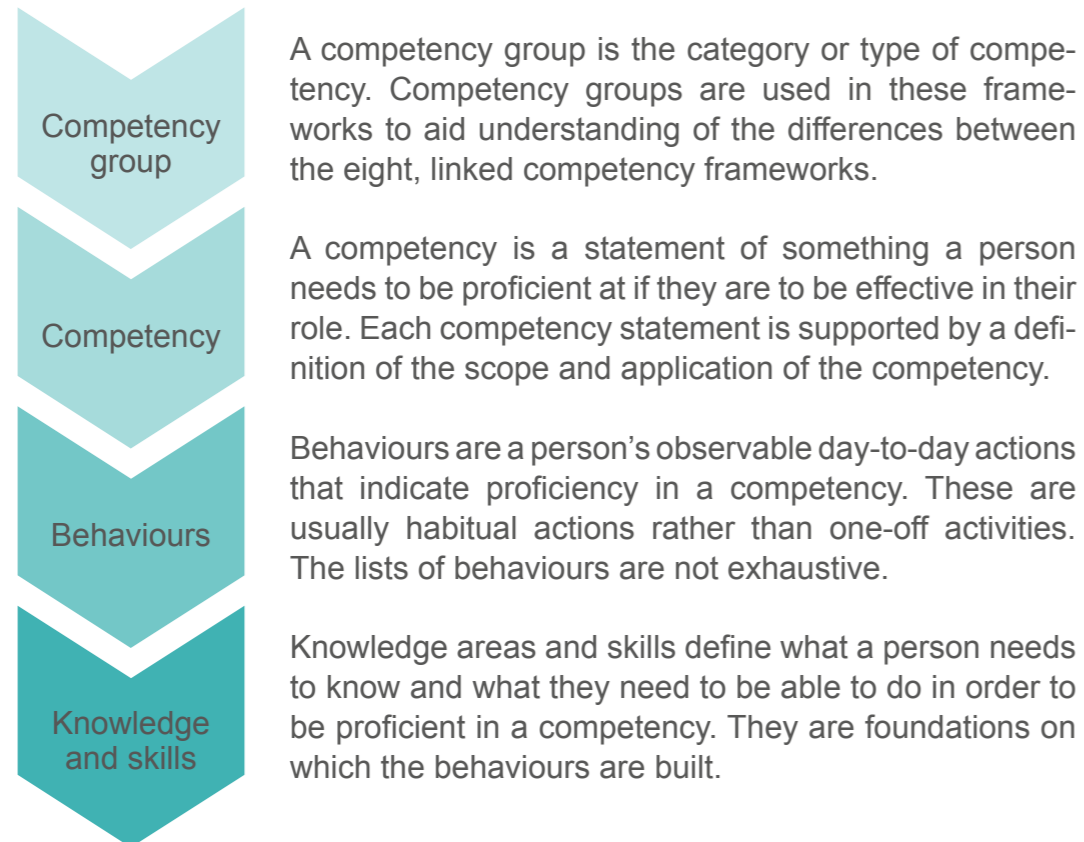 Competency
group
A competency group is the category or type of compe-
tency. Competency groups are used in these frame-
works to aid understanding of the differences between
the eight, linked competency frameworks.
Competency
A competency is a statement of something a person
needs to be proficient at if they are to be effective in their
role. Each competency statement is supported by a defi-
nition of the scope and application of the competency.
Behaviours
Behaviours are a person’s observable day-to-day actions
that indicate proficiency in a competency. These are
usually habitual actions rather than one-off activities.
The lists of behaviours are not exhaustive.
Knowledge
and skills
Knowledge areas and skills define what a person needs
to know and what they need to be able to do in order to
be proficient in a competency. They are foundations on
which the behaviours are built.